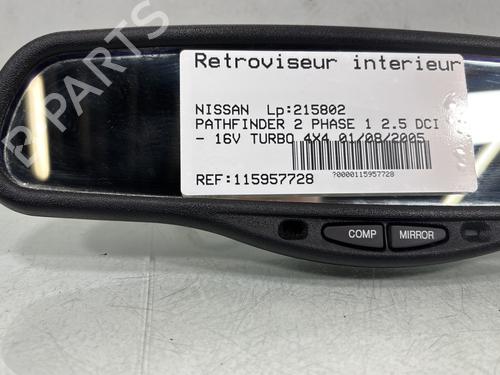 Retroviseur interieur
NISSAN Lp:215802
PATHFINDER 2 PHASE 1 2.5 DCI
- 16V TURBO 4X4 01/08/2005
?0000115957728
REF:115957728
COMP MIRROR
B-PARTS